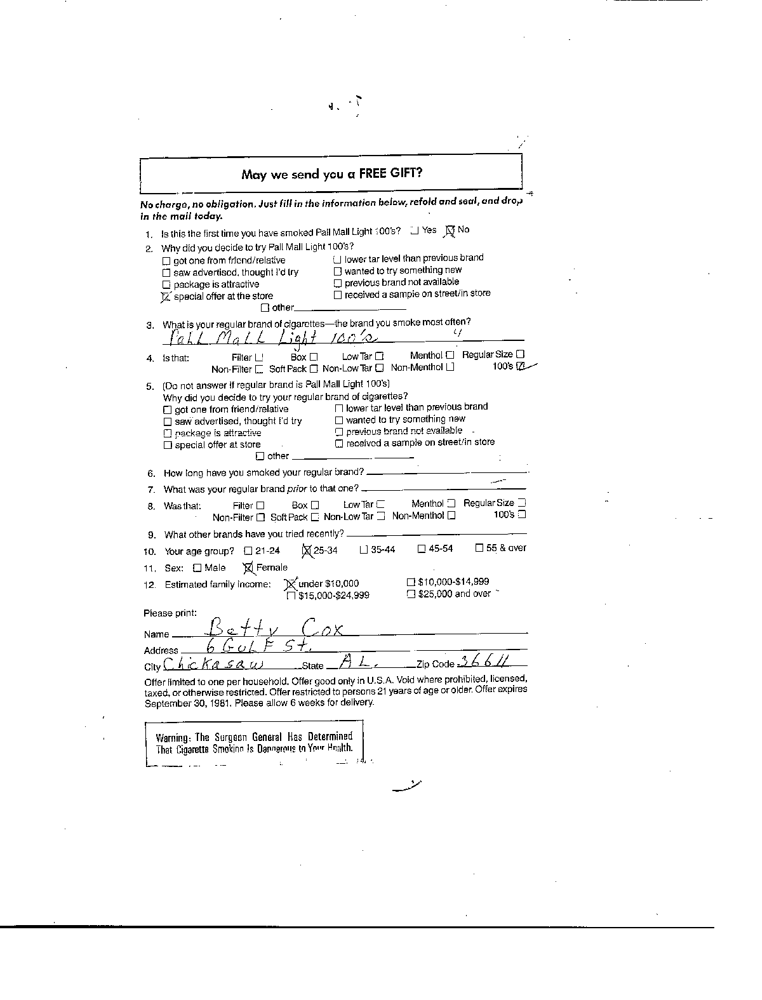 May we send you a FREE GIFT?
No charge, no obligation. Just fill in the information below, refold and seal, and drop
in the mail today.
1. Is this the first time you have smoked Pall Mall Light 100's? ☐ Yes ☒ No
2. Why did you decide to try Pall Mall Light 100's?
☐ got one from friend/relative ☐ lower tar level than previous brand
☐ saw advertised, thought I'd try ☐ wanted to try something new
☐ package is attractive ☐ previous brand not available
☒ special offer at the store ☐ received a sample on street/in store
☐ other
3. What is your regular brand of cigarettes—the brand you smoke most often?
Pall Mall Light 100's
4. Is that: Filter ☐ Box ☐ Low Tar ☐ Menthol ☐ Regular Size ☐
Non-Filter ☐ Soft Pack ☐ Non-Low Tar ☐ Non-Menthol ☐ 100's ☒
5. (Do not answer if regular brand is Pall Mall Light 100's)
Why did you decide to try your regular brand of cigarettes?
☐ got one from friend/relative ☐ lower tar level than previous brand
☐ saw advertised, thought I'd try ☐ wanted to try something new
☐ package is attractive ☐ previous brand not available
☐ special offer at store ☐ received a sample on street/in store
☐ other
6. How long have you smoked your regular brand?
7. What was your regular brand prior to that one?
8. Was that: Filter ☐ Box ☐ Low Tar ☐ Menthol ☐ Regular Size ☐
Non-Filter ☐ Soft Pack ☐ Non-Low Tar ☐ Non-Menthol ☐ 100's ☐
9. What other brands have you tried recently?
10. Your age group? ☐ 21-24 ☒ 25-34 ☐ 35-44 ☐ 45-54 ☐ 55 & over
11. Sex: ☐ Male ☒ Female
12. Estimated family income: ☒ under $10,000 ☐ $10,000-$14,999
☐ $15,000-$24,999 ☐ $25,000 and over
Please print:
Name Betty Cox
Address 6 Gulf St.
City Chickasaw State AL. Zip Code 36611
Offer limited to one per household. Offer good only in U.S.A. Void where prohibited, licensed,
taxed, or otherwise restricted. Offer restricted to persons 21 years of age or older. Offer expires
September 30, 1981. Please allow 6 weeks for delivery.
Warning: The Surgeon General Has Determined
That Cigarette Smoking Is Dangerous to Your Health.